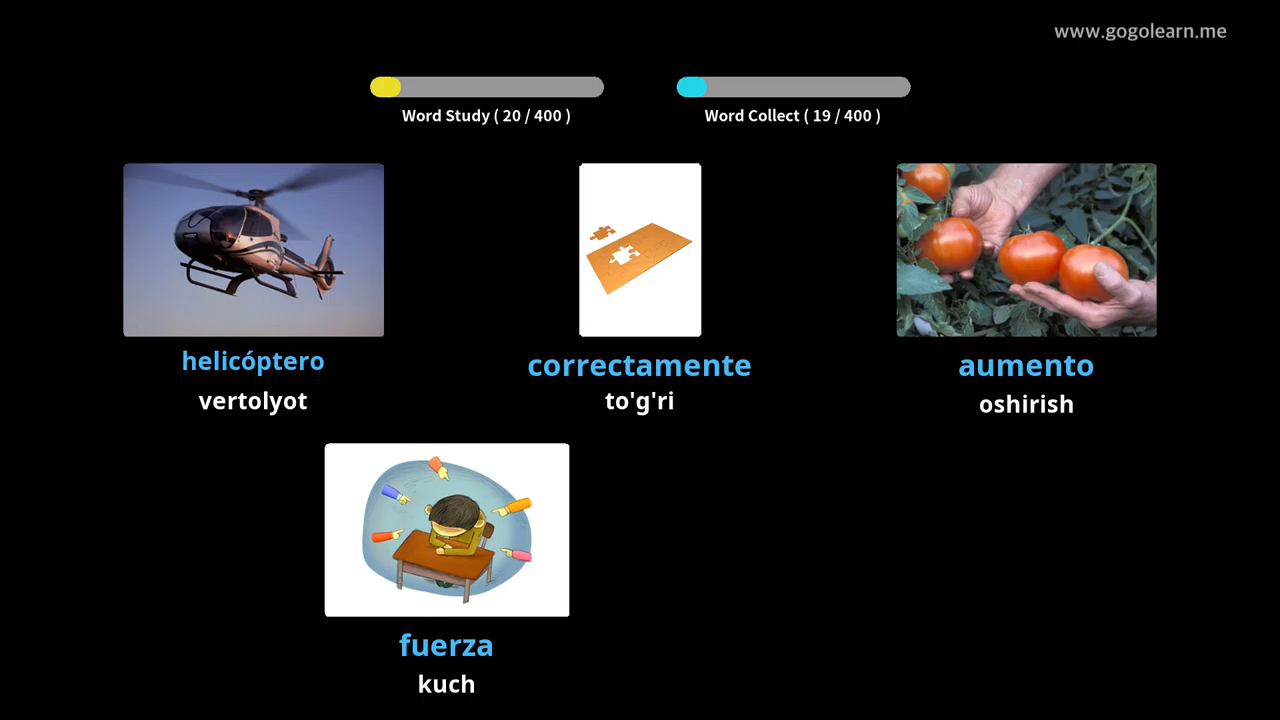 www.gogolearn.me
Word Study ( 20 / 400 )
Word Collect ( 19 / 400 )
helicóptero
vertolyot
correctamente
to'g'ri
aumento
oshirish
fuerza
kuch